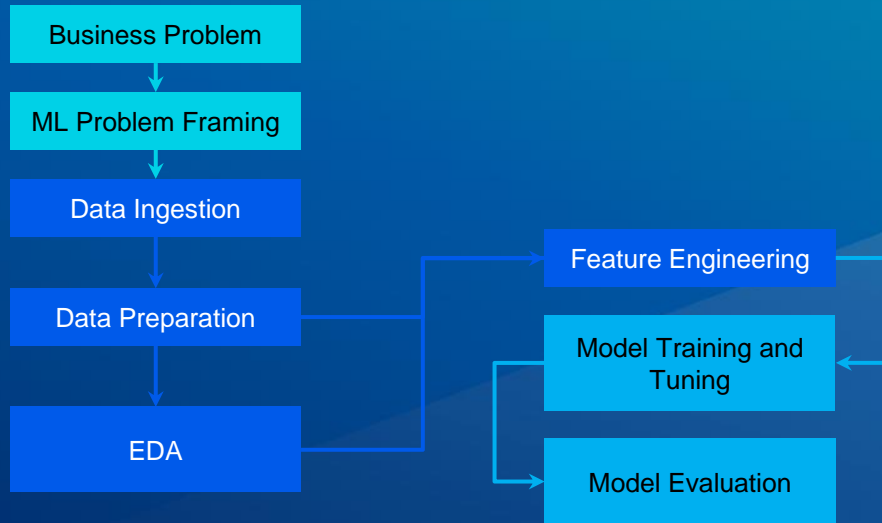 Business Problem
ML Problem Framing
Data Ingestion
Data Preparation
EDA
Feature Engineering
Model Training and
Tuning
Model Evaluation